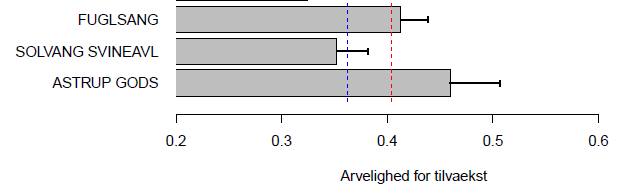 FUGLSANG
SOLVANG SVINEAVL
ASTRUP GODS
0.2 0.3 0.4 0.5 0.6
Arvelighed for tilvaekst